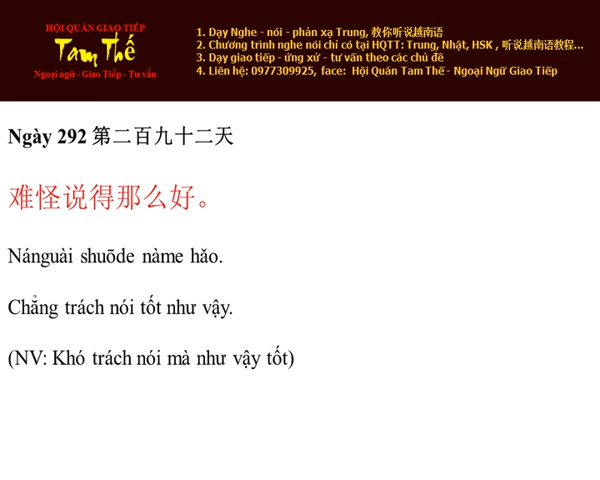 HỘI QUÁN GIAO TIẾP
Tam Thế
Ngoại ngữ - Giao Tiếp - Tư vấn
1. Dạy Nghe - nói - phản xạ Trung, 教你听说越南语
2. Chương trình nghe nói chỉ có tại HQTT: Trung, Nhật, HSK , 听说越南语教程...
3. Dạy giao tiếp - ứng xử - tư vấn theo các chủ đề
4. Liên hệ: 0977309925, face: Hội Quán Tam Thế - Ngoại Ngữ Giao Tiếp
Ngày 292 第二百九十二天
难怪说得那么好。
Nánguài shuōde nàme hǎo.
Chẳng trách nói tốt như vậy.
(NV: Khó trách nói mà như vậy tốt)